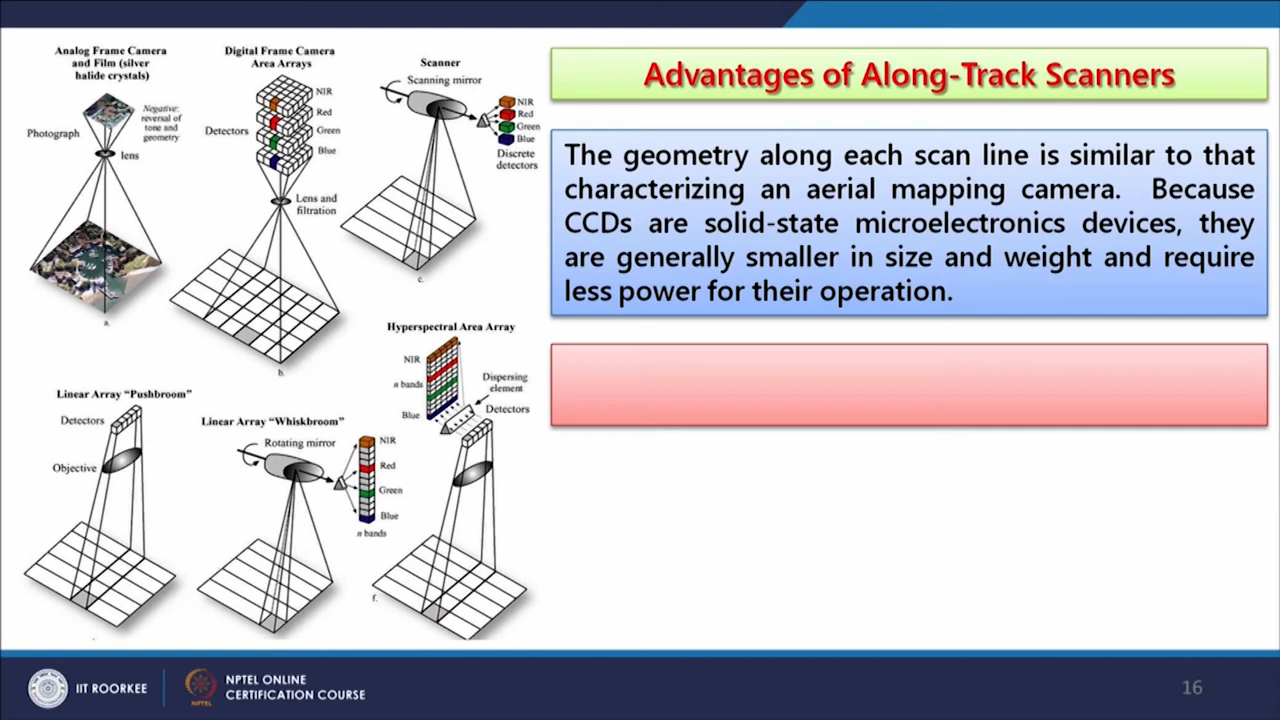 Analog Frame Camera
and Film (silver
halide crystals)
Negative:
reversal of
tone and
geometry
Photograph
lens
a.
Digital Frame Camera
Area Arrays
NIR
Red
Detectors
Green
Blue
Lens and
filtration
b.
Scanner
Scanning mirror
NIR
Red
Green
Blue
Discrete
detectors
c.
Linear Array "Pushbroom"
Detectors
Objective
Linear Array "Whiskbroom"
Rotating mirror
NIR
Red
Green
Blue
n bands
Hyperspectral Area Array
NIR
n bands
Blue
Dispersing
element
Detectors
f.
Advantages of Along-Track Scanners
The geometry along each scan line is similar to that
characterizing an aerial mapping camera. Because
CCDs are solid-state microelectronics devices, they
are generally smaller in size and weight and require
less power for their operation.
IIT ROORKEE
NPTEL
NPTEL ONLINE
CERTIFICATION COURSE
16